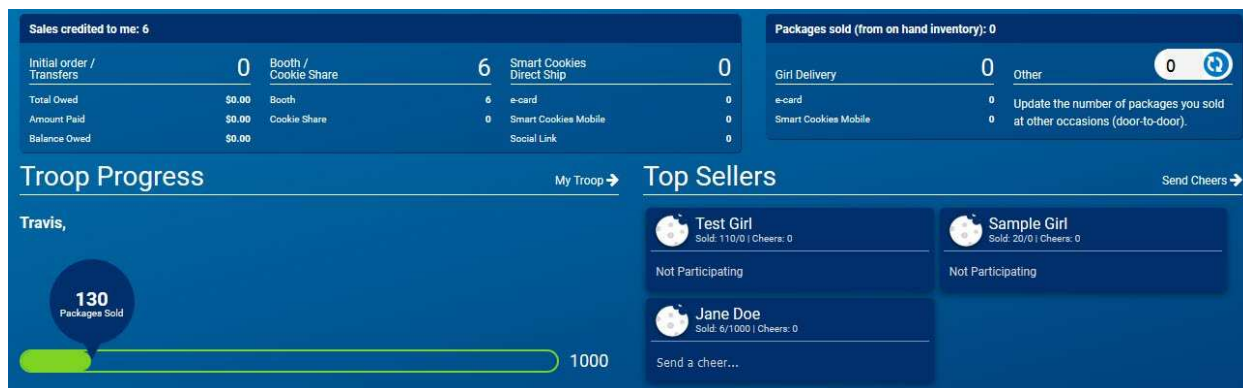 Sales credited to me: 6
Initial order /
Transfers
0
Total Owed $0.00
Amount Paid $0.00
Balance Owed $0.00
Booth /
Cookie Share
6
Booth 6
Cookie Share 0
Smart Cookies
Direct Ship
0
e-card 0
Smart Cookies Mobile 0
Social Link 0
Packages sold (from on hand inventory): 0
Girl Delivery 0
e-card 0
Smart Cookies Mobile 0
Other 0
Update the number of packages you sold
at other occasions (door-to-door).
Troop Progress
My Troop
Travis,
130
Packages Sold
1000
Top Sellers
Send Cheers
Test Girl
Sold: 110/0 | Cheers: 0
Not Participating
Sample Girl
Sold: 20/0 | Cheers: 0
Not Participating
Jane Doe
Sold: 6/1000 | Cheers: 0
Send a cheer...